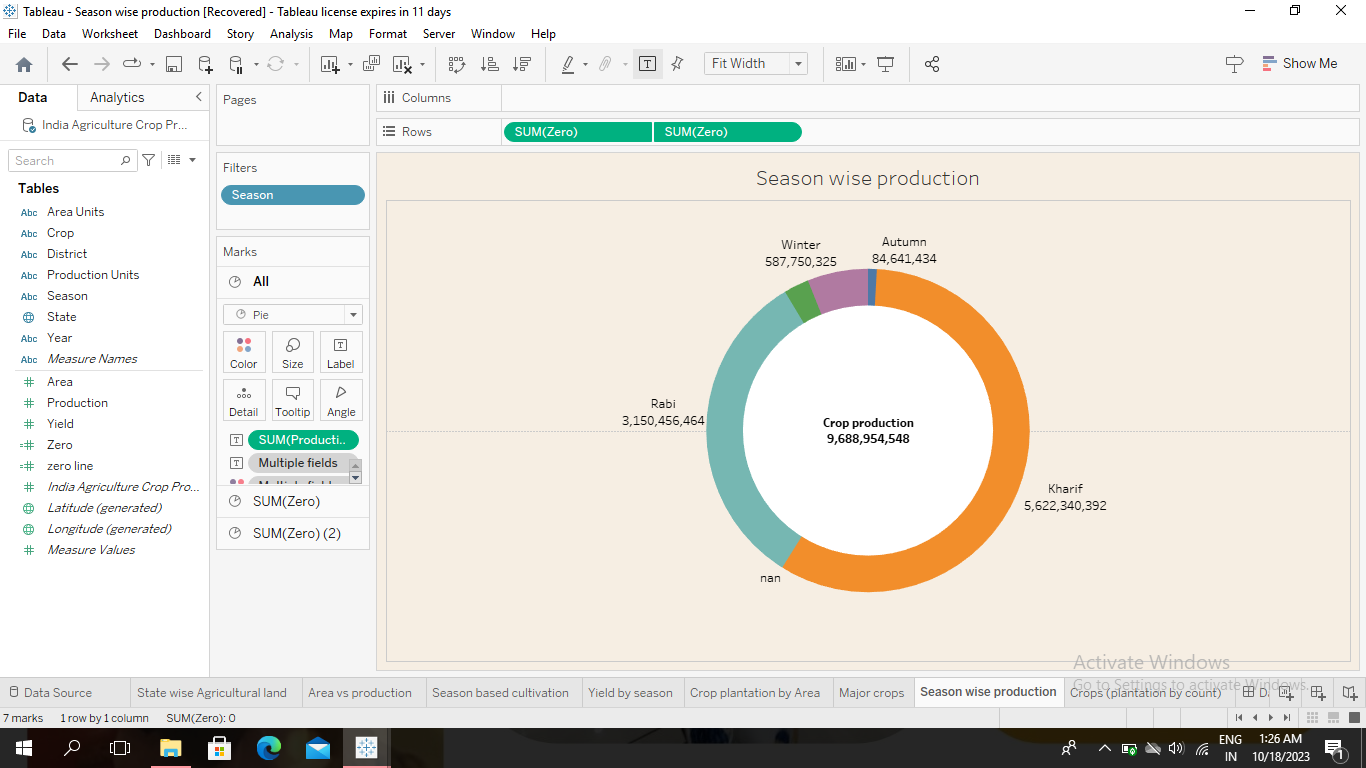 Tableau - Season wise production [Recovered] - Tableau license expires in 11 days
File Data Worksheet Dashboard Story Analysis Map Format Server Window Help
Fit Width
Show Me
Data Analytics
India Agriculture Crop Pr...
Search
Tables
Abc Area Units
Abc Crop
Abc District
Abc Production Units
Abc Season
State
Abc Year
Abc Measure Names
# Area
# Production
# Yield
=# Zero
=# zero line
# India Agriculture Crop Pro...
Latitude (generated)
Longitude (generated)
# Measure Values
Pages
Filters
Season
Marks
All
Pie
Color Size Label
Detail Tooltip Angle
T SUM(Producti..
T Multiple fields
SUM(Zero)
SUM(Zero) (2)
Columns
Rows SUM(Zero) SUM(Zero)
Season wise production
Winter
587,750,325
Autumn
84,641,434
Rabi
3,150,456,464
Crop production
9,688,954,548
Kharif
5,622,340,392
nan
Activate Windows
Go to Settings to activate Windows.
Data Source State wise Agricultural land Area vs production Season based cultivation Yield by season Crop plantation by Area Major crops Season wise production Crops (plantation by count) D.
7 marks 1 row by 1 column SUM(Zero): 0
ENG 1:26 AM
IN 10/18/2023
1